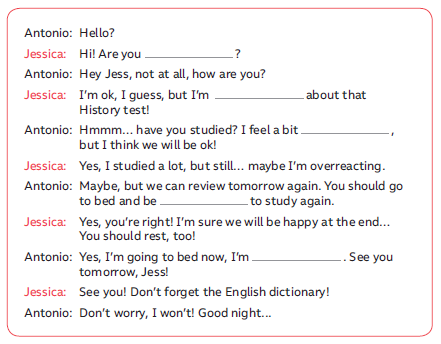 Antonio: Hello?
Jessica: Hi! Are you ______________ ?
Antonio: Hey Jess, not at all, how are you?
Jessica: I'm ok, I guess, but I'm ______________ about that
History test!
Antonio: Hmmm... have you studied? I feel a bit ______________ ,
but I think we will be ok!
Jessica: Yes, I studied a lot, but still... maybe I'm overreacting.
Antonio: Maybe, but we can review tomorrow again. You should go
to bed and be ______________ to study again.
Jessica: Yes, you're right! I'm sure we will be happy at the end...
You should rest, too!
Antonio: Yes, I'm going to bed now, I'm ______________ . See you
tomorrow, Jess!
Jessica: See you! Don't forget the English dictionary!
Antonio: Don't worry, I won't! Good night...